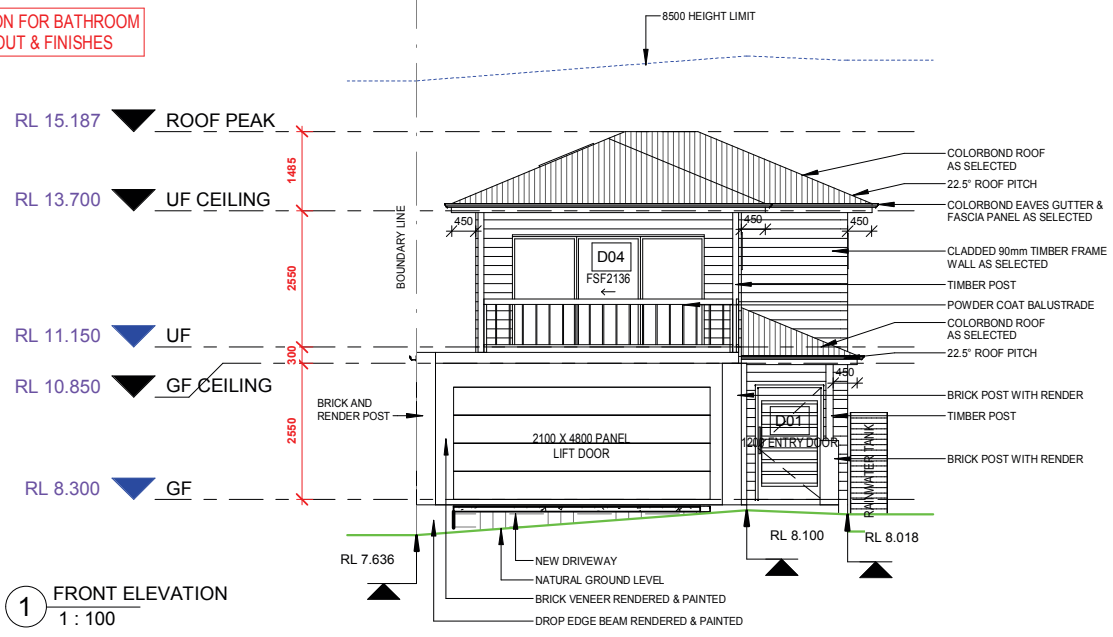 ON FOR BATHROOM
OUT & FINISHES
8500 HEIGHT LIMIT
RL 15.187 ROOF PEAK
1485
RL 13.700 UF CEILING
450
450
450
BOUNDARY LINE
2550
D04
FSF2136
RL 11.150 UF
300
RL 10.850 GF CEILING
450
COLORBOND ROOF
AS SELECTED
22.5° ROOF PITCH
COLORBOND EAVES GUTTER &
FASCIA PANEL AS SELECTED
CLADDED 90mm TIMBER FRAME
WALL AS SELECTED
TIMBER POST
POWDER COAT BALUSTRADE
COLORBOND ROOF
AS SELECTED
22.5° ROOF PITCH
BRICK POST WITH RENDER
TIMBER POST
BRICK POST WITH RENDER
BRICK AND
RENDER POST
2550
2100 X 4800 PANEL
LIFT DOOR
D01
1200 ENTRY DOOR
RAINWATER TANK
RL 8.300 GF
RL 7.636
RL 8.100
RL 8.018
NEW DRIVEWAY
NATURAL GROUND LEVEL
BRICK VENEER RENDERED & PAINTED
DROP EDGE BEAM RENDERED & PAINTED
1 FRONT ELEVATION
1 : 100